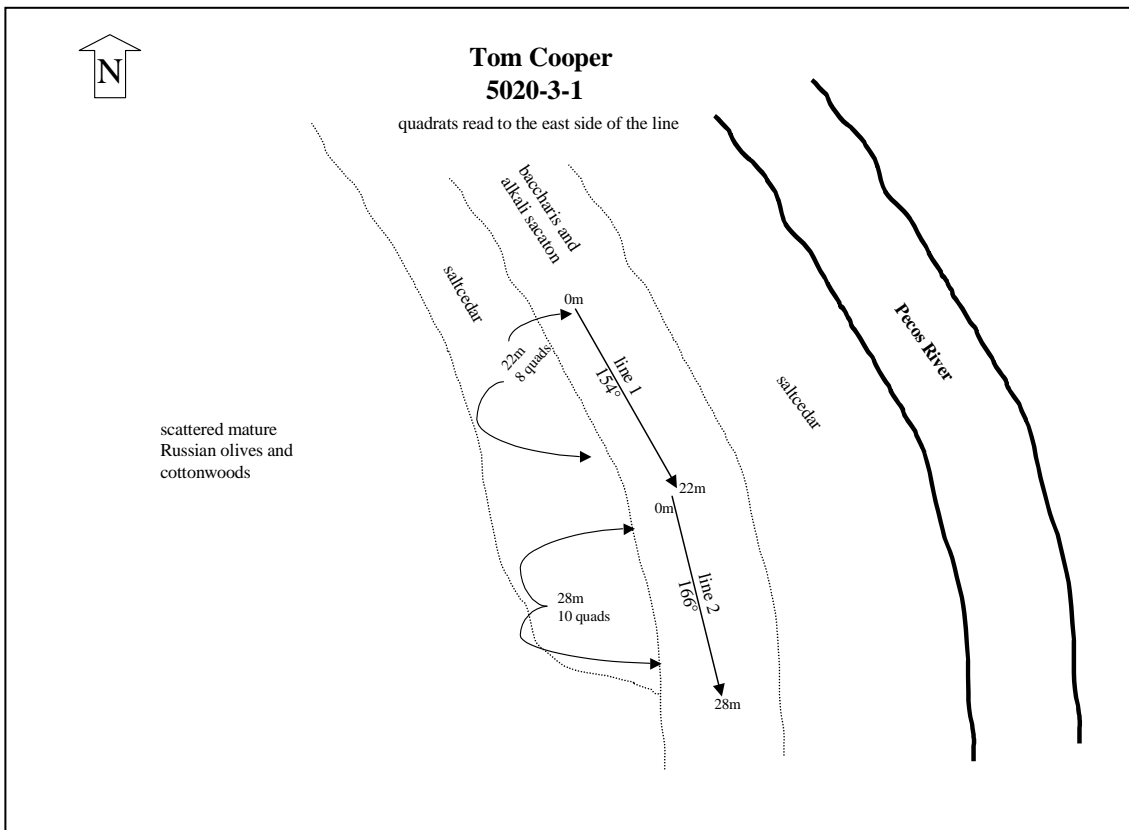 N
Tom Cooper
5020-3-1
quadrats read to the east side of the line
baccharis and
alkali sacaton
saltcedar
0m
22m
8 quads
line 1
154°
Pecos River
saltcedar
scattered mature
Russian olives and
cottonwoods
22m
0m
line 2
166°
28m
10 quads
28m